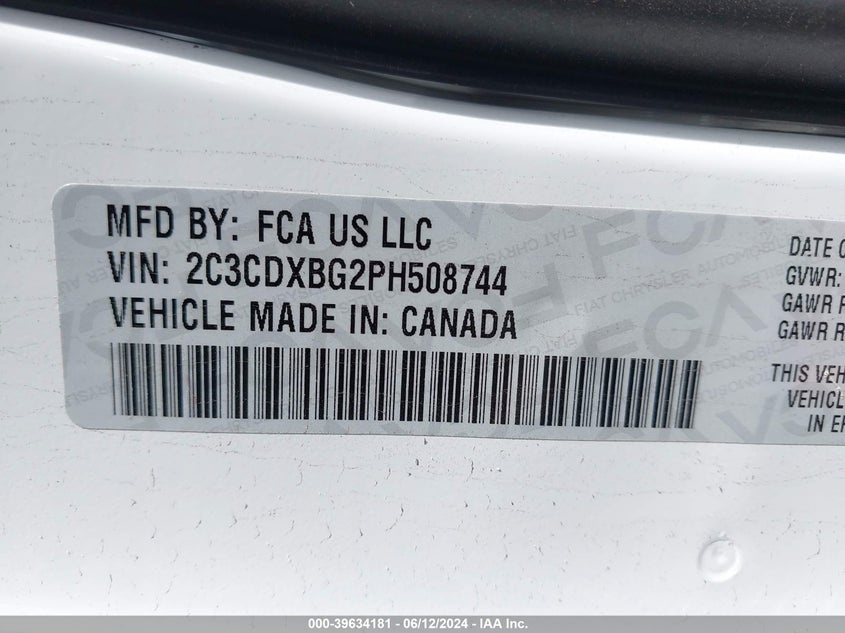 MFD BY: FCA US LLC
VIN: 2C3CDXBG2PH508744
VEHICLE MADE IN: CANADA
DATE O
GVWR:
GAWR F
GAWR R
THIS VEH
VEHICL
IN EF
000-39634181 - 06/12/2024 - IAA Inc.